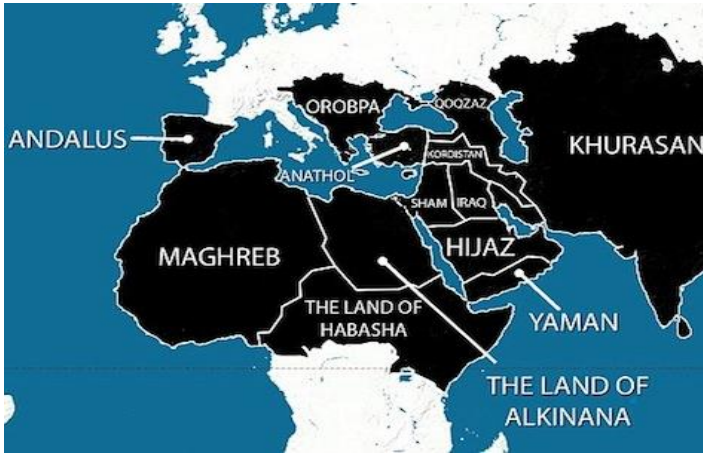 OROBPA
QOQZAZ
ANDALUS
KHURASAN
ANATHOL
KORDISTAN
SHAM
IRAQ
MAGHREB
HIJAZ
THE LAND OF
HABASHA
YAMAN
THE LAND OF
ALKINANA